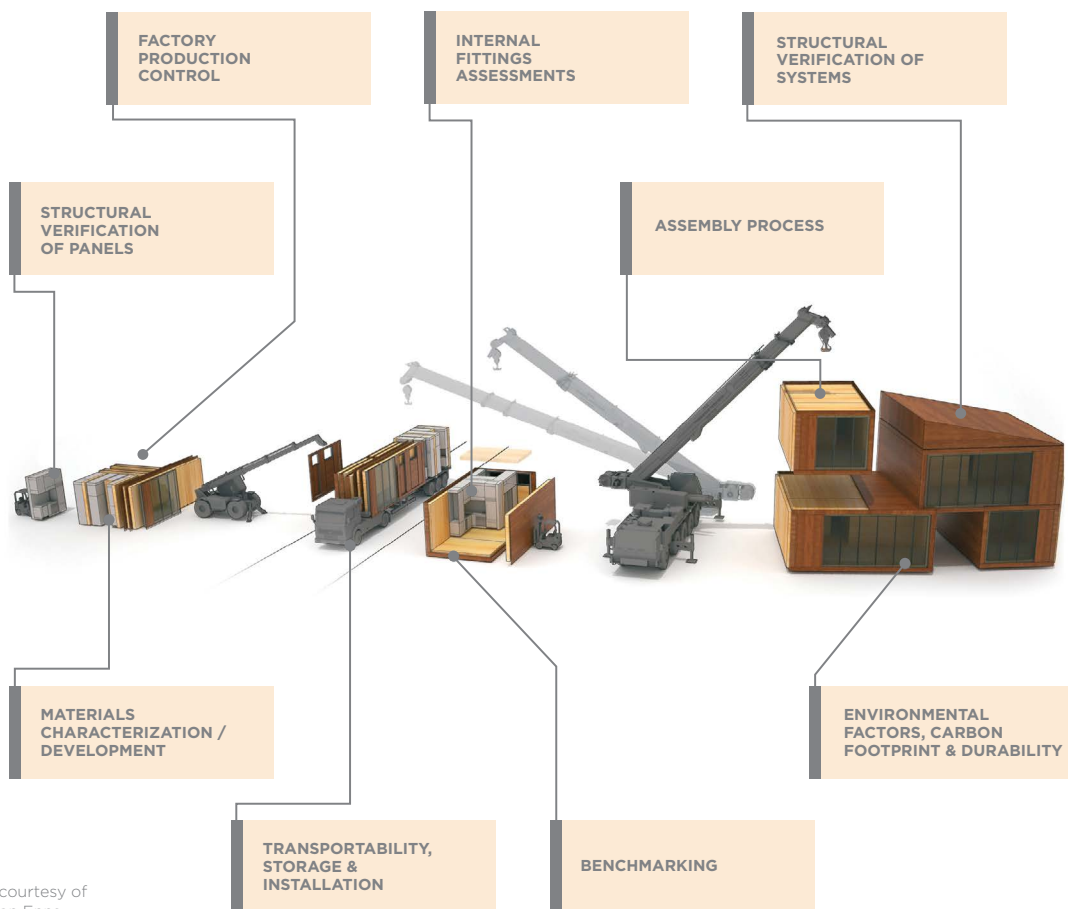 FACTORY
PRODUCTION
CONTROL
INTERNAL
FITTINGS
ASSESSMENTS
STRUCTURAL
VERIFICATION OF
SYSTEMS
STRUCTURAL
VERIFICATION
OF PANELS
ASSEMBLY PROCESS
MATERIALS
CHARACTERIZATION /
DEVELOPMENT
ENVIRONMENTAL
FACTORS, CARBON
FOOTPRINT & DURABILITY
TRANSPORTABILITY,
STORAGE &
INSTALLATION
BENCHMARKING
courtesy of